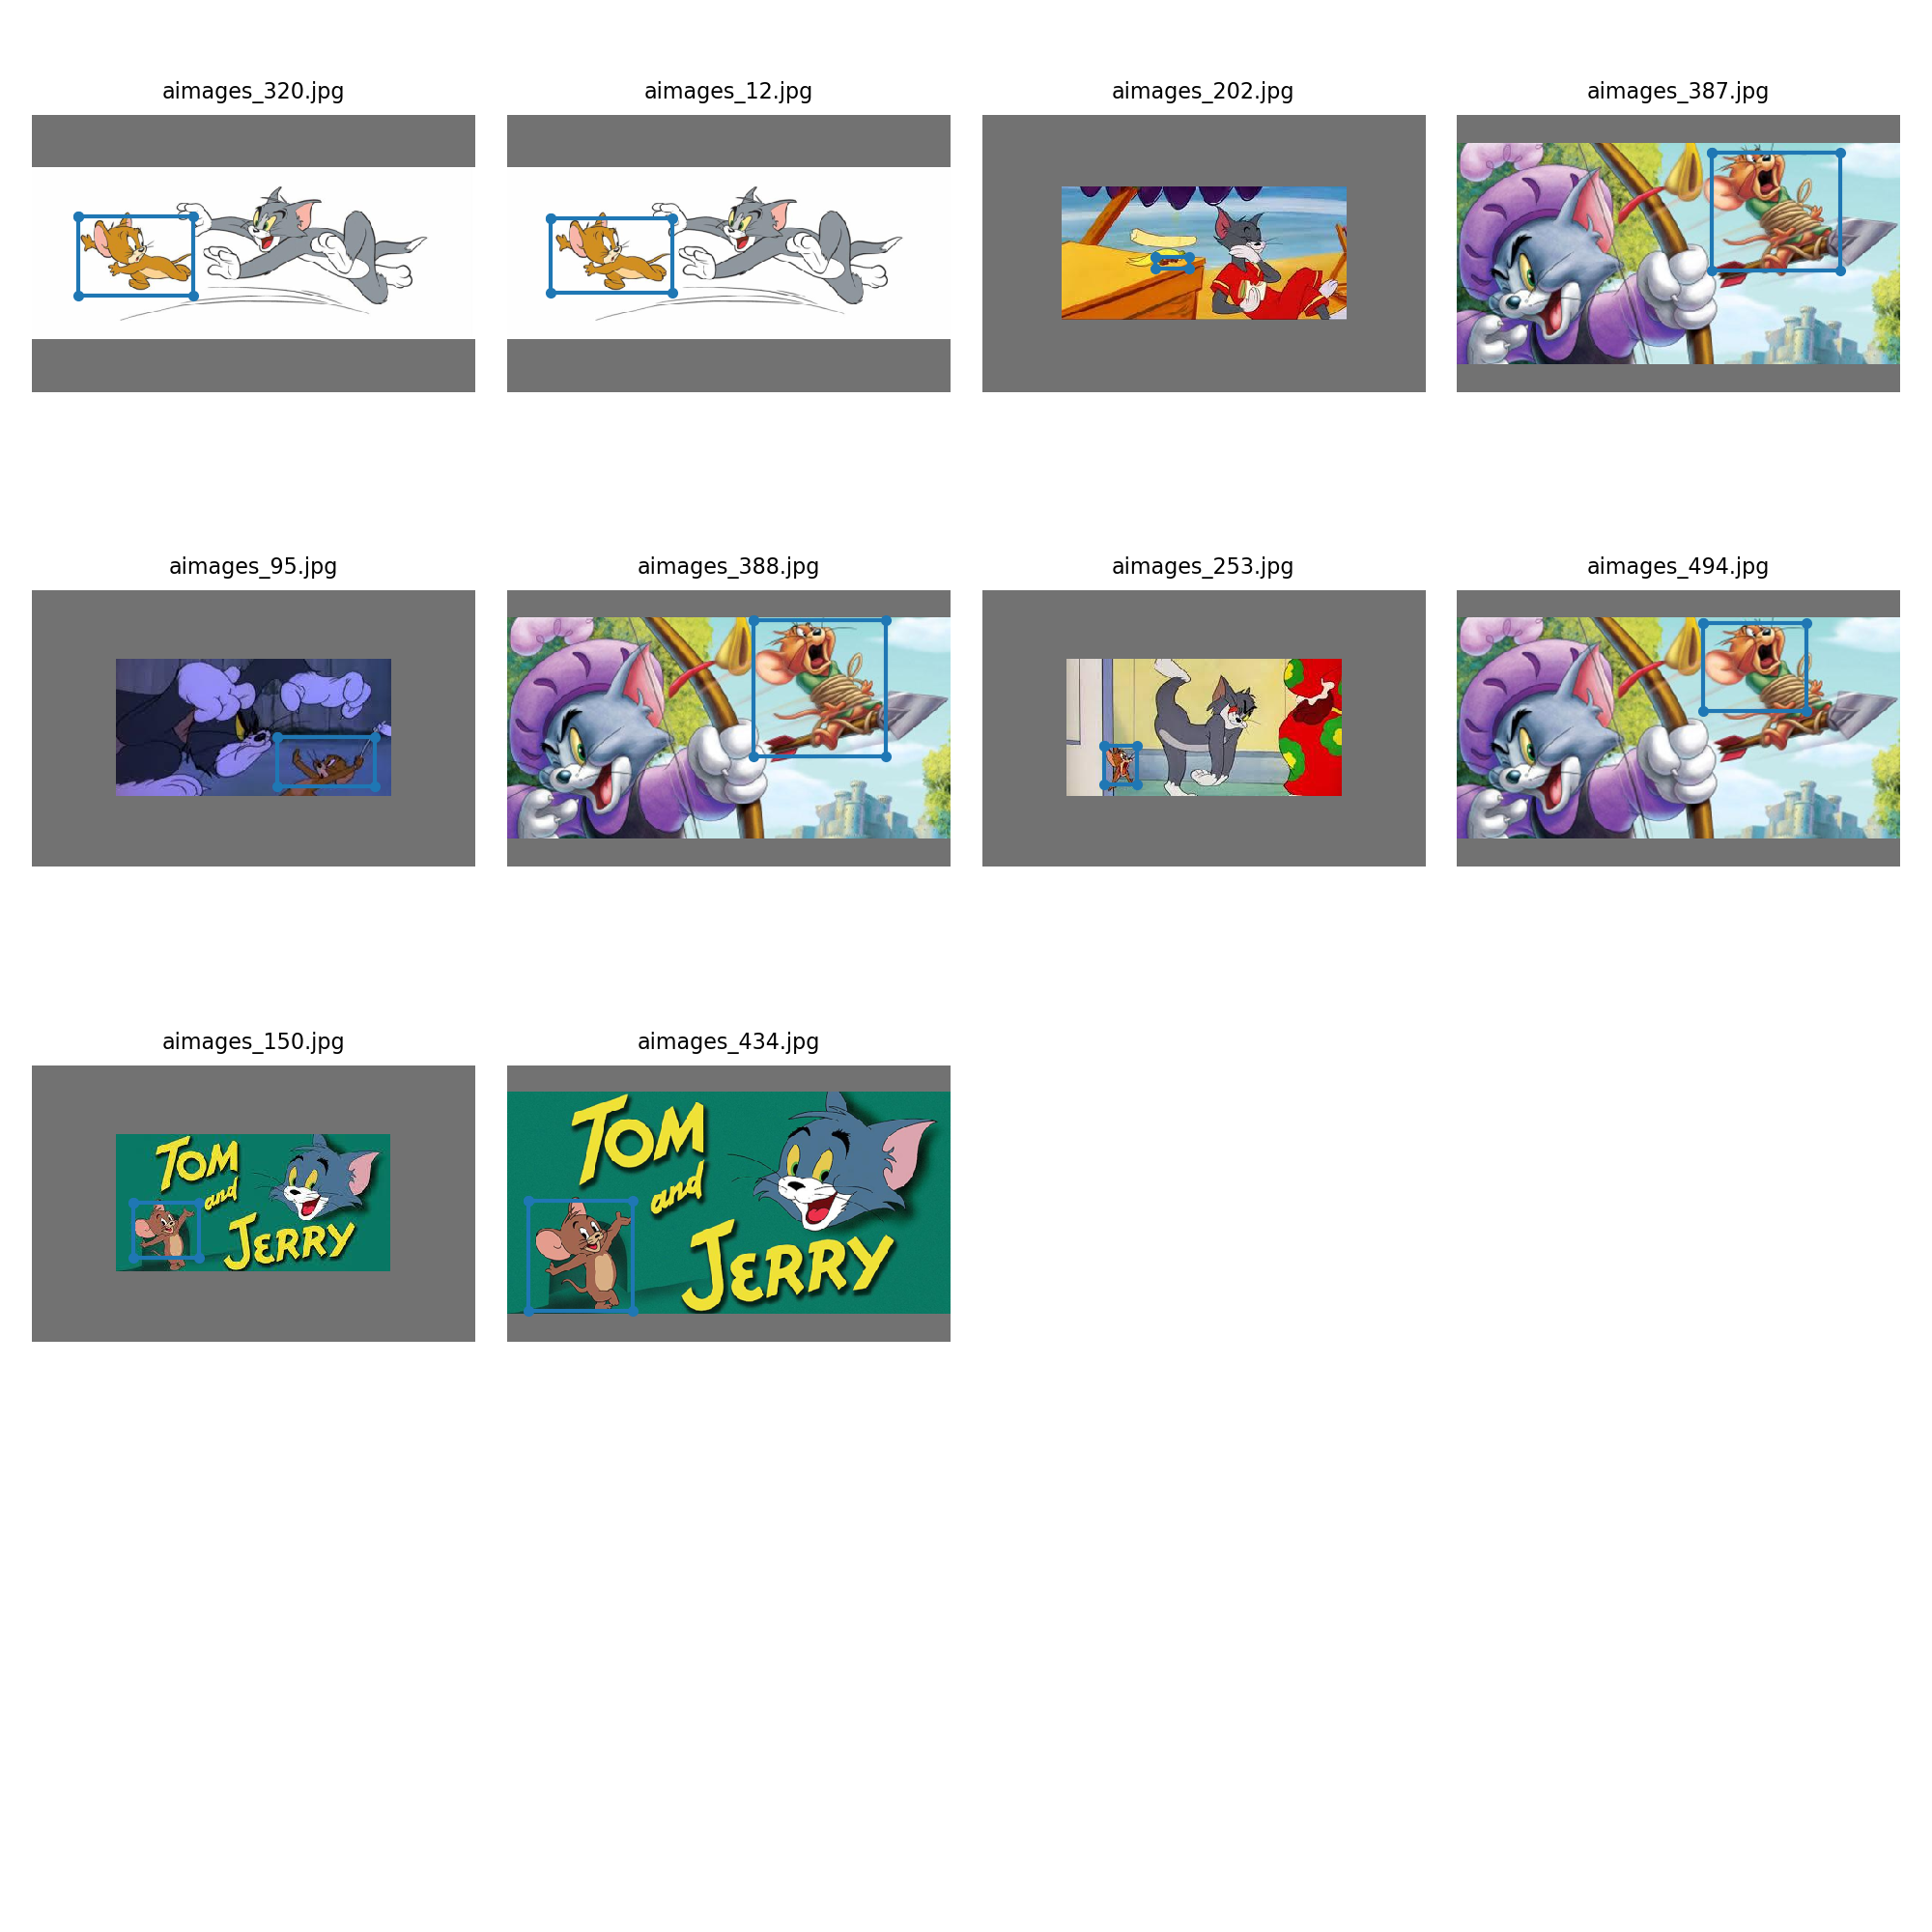 aimages_320.jpg
aimages_12.jpg
aimages_202.jpg
aimages_387.jpg
aimages_95.jpg
aimages_388.jpg
aimages_253.jpg
aimages_494.jpg
aimages_150.jpg
aimages_434.jpg
TOM
and
JERRY
TOM
and
JERRY